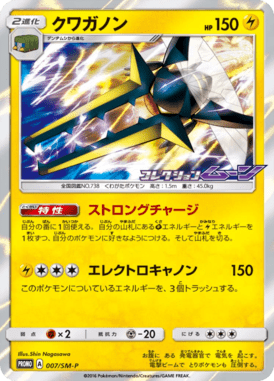 2進化
クワガノン
HP 150
デンヂムシから進化
コレクションムーン
全国図鑑NO.738 くわがたポケモン 高さ:1.5m 重さ:45.0kg
特性 ストロングチャージ
自分の番に1回使える。自分の山札にあるエネルギーとエネルギーを
1枚ずつ、自分のポケモンに好きなようにつける。そして山札を切る。
エレクトロキャノン 150
このポケモンについているエネルギーを、3個トラッシュする。
弱点 ×2 抵抗力 -20 にげる
Illus.Shin Nagasawa
PROMO A 007/SM-P
お腹に ある 発電器官で 電気を 起こす。
©2016 Pokémon/Nintendo/Creatures/GAME FREAK.